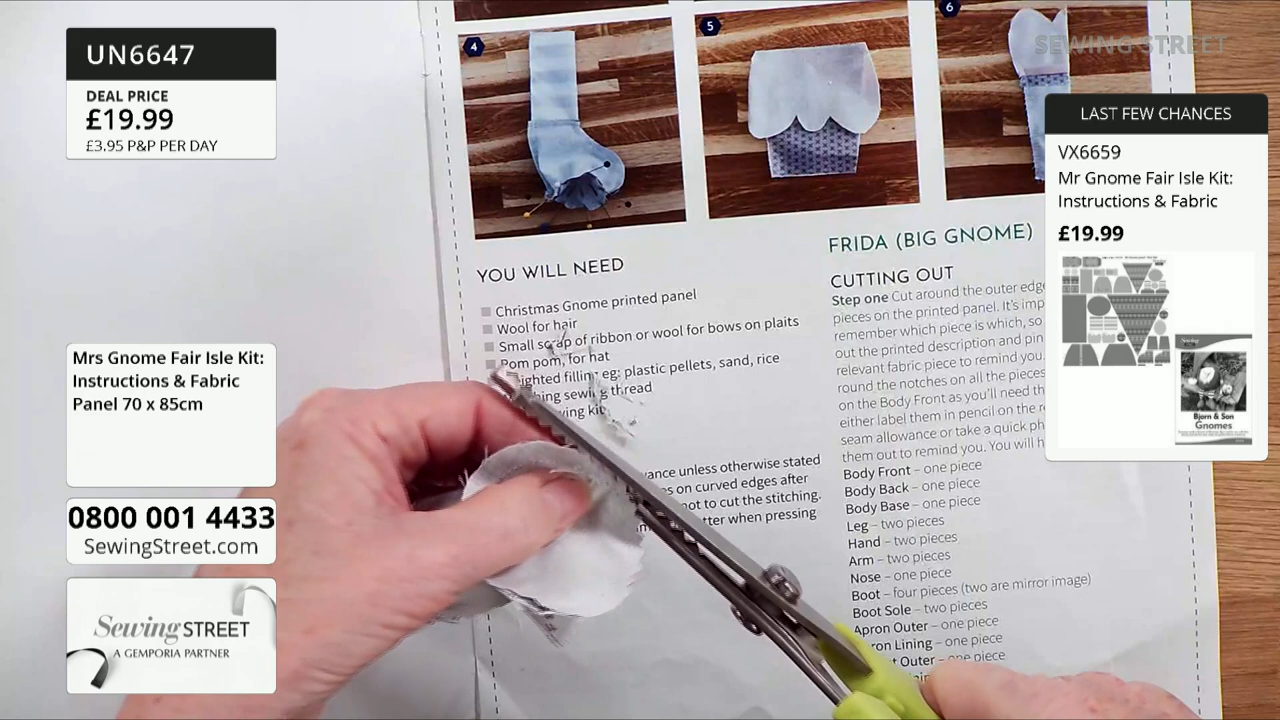 UN6647
DEAL PRICE
£19.99
£3.95 P&P PER DAY
Mrs Gnome Fair Isle Kit:
Instructions & Fabric
Panel 70 x 85cm
0800 001 4433
SewingStreet.com
Sewing STREET
A GEMPORIA PARTNER
4
5
6
SEWING STREET
YOU WILL NEED
Christmas Gnome printed panel
Wool for hair
Small scrap of ribbon or wool for bows on plaits
Pom pom, for hat
ighted filling eg: plastic pellets, sand, rice
hing sewing thread
wing kit
vance unless otherwise stated
es on curved edges after
not to cut the stitching.
tter when pressing
FRIDA (BIG GNOME)
CUTTING OUT
Step one Cut around the outer edg
pieces on the printed panel. It's imp
remember which piece is which, so
out the printed description and pin
relevant fabric piece to remind you.
round the notches on all the pieces
on the Body Front as you'll need th
either label them in pencil on the r
seam allowance or take a quick ph
them out to remind you. You will h
Body Front – one piece
Body Back – one piece
Body Base – one piece
Leg – two pieces
Hand – two pieces
Arm – two pieces
Nose – one piece
Boot – four pieces (two are mirror image)
Boot Sole – two pieces
Apron Outer – one piece
ron Lining – one piece
t Outer – one piece
LAST FEW CHANCES
VX6659
Mr Gnome Fair Isle Kit:
Instructions & Fabric
£19.99
Bjorn & Son
Gnomes